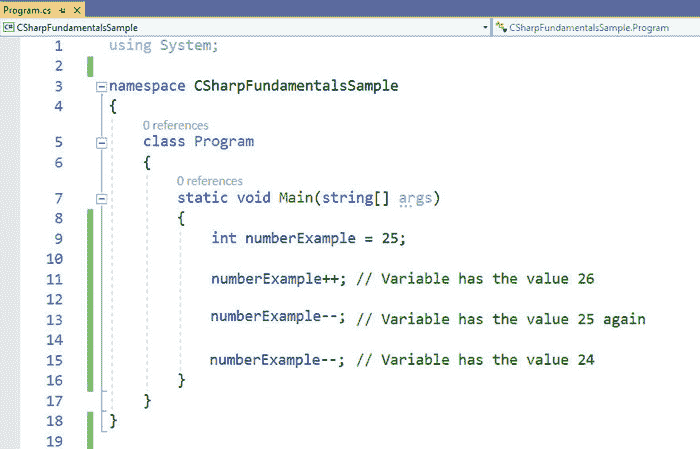 Program.cs
CSharpFundamentalsSample CSharpFundamentalsSample.Program
1 using System;
2
3 namespace CSharpFundamentalsSample
4 {
0 references
5 class Program
6 {
0 references
7 static void Main(string[] args)
8 {
9 int numberExample = 25;
10
11 numberExample++; // Variable has the value 26
12
13 numberExample--; // Variable has the value 25 again
14
15 numberExample--; // Variable has the value 24
16 }
17 }
18 }
19